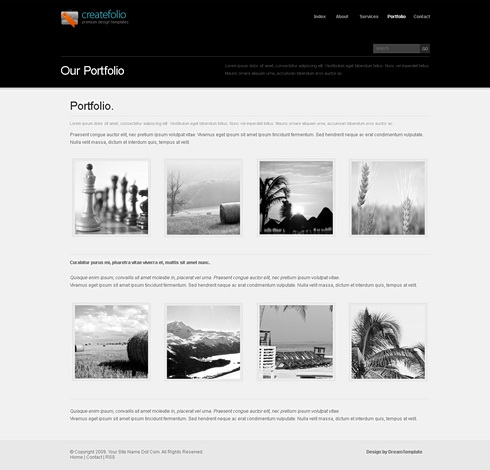 createfolio
premium design templates
Index About Services Portfolio Contact
search GO
Our Portfolio
Lorem ipsum dolor sit amet, consectetur adipiscing elit. Vestibulum eget bibendum tellus. Nunc vel imperdiet tellus.
Mauris ornare aliquam urna, accumsan bibendum eros auctor ac.
Portfolio.
Lorem ipsum dolor sit amet, consectetur adipiscing elit. Vestibulum eget bibendum tellus. Nunc vel imperdiet tellus. Mauris ornare aliquam urna, accumsan bibendum eros auctor ac.
Praesent congue auctor elit, nec pretium ipsum volutpat vitae. Vivamus eget ipsum sit amet ipsum tincidunt fermentum. Sed hendrerit neque ac erat condimentum vulputate.
Nulla velit massa, dictum et interdum quis, tempus at velit.
Curabitur purus mi, pharetra vitae viverra et, mattis sit amet nunc.
Quisque enim ipsum, convallis sit amet molestie in, placerat vel urna. Praesent congue auctor elit, nec pretium ipsum volutpat vitae.
Vivamus eget ipsum sit amet ipsum tincidunt fermentum. Sed hendrerit neque ac erat condimentum vulputate. Nulla velit massa, dictum et interdum quis, tempus at velit.
Quisque enim ipsum, convallis sit amet molestie in, placerat vel urna. Praesent congue auctor elit, nec pretium ipsum volutpat vitae.
Vivamus eget ipsum sit amet ipsum tincidunt fermentum. Sed hendrerit neque ac erat condimentum vulputate. Nulla velit massa, dictum et interdum quis, tempus at velit.
© Copyright 2009. Your Site Name Dot Com. All Rights Reserved. Design by DreamTemplate
Home | Contact | RSS